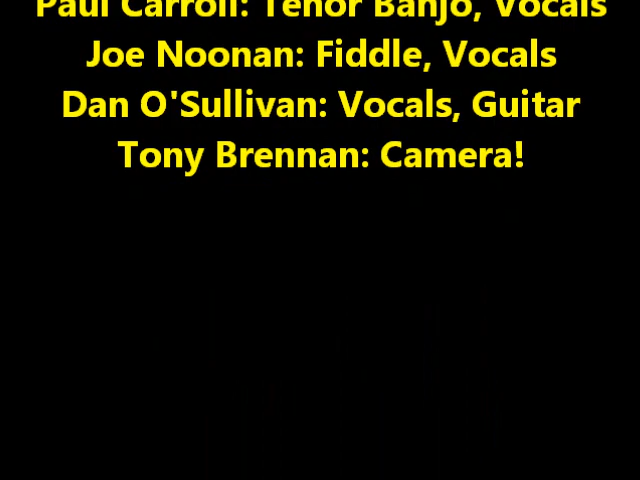 Paul Carroll: Tenor Banjo, Vocals
Joe Noonan: Fiddle, Vocals
Dan O'Sullivan: Vocals, Guitar
Tony Brennan: Camera!